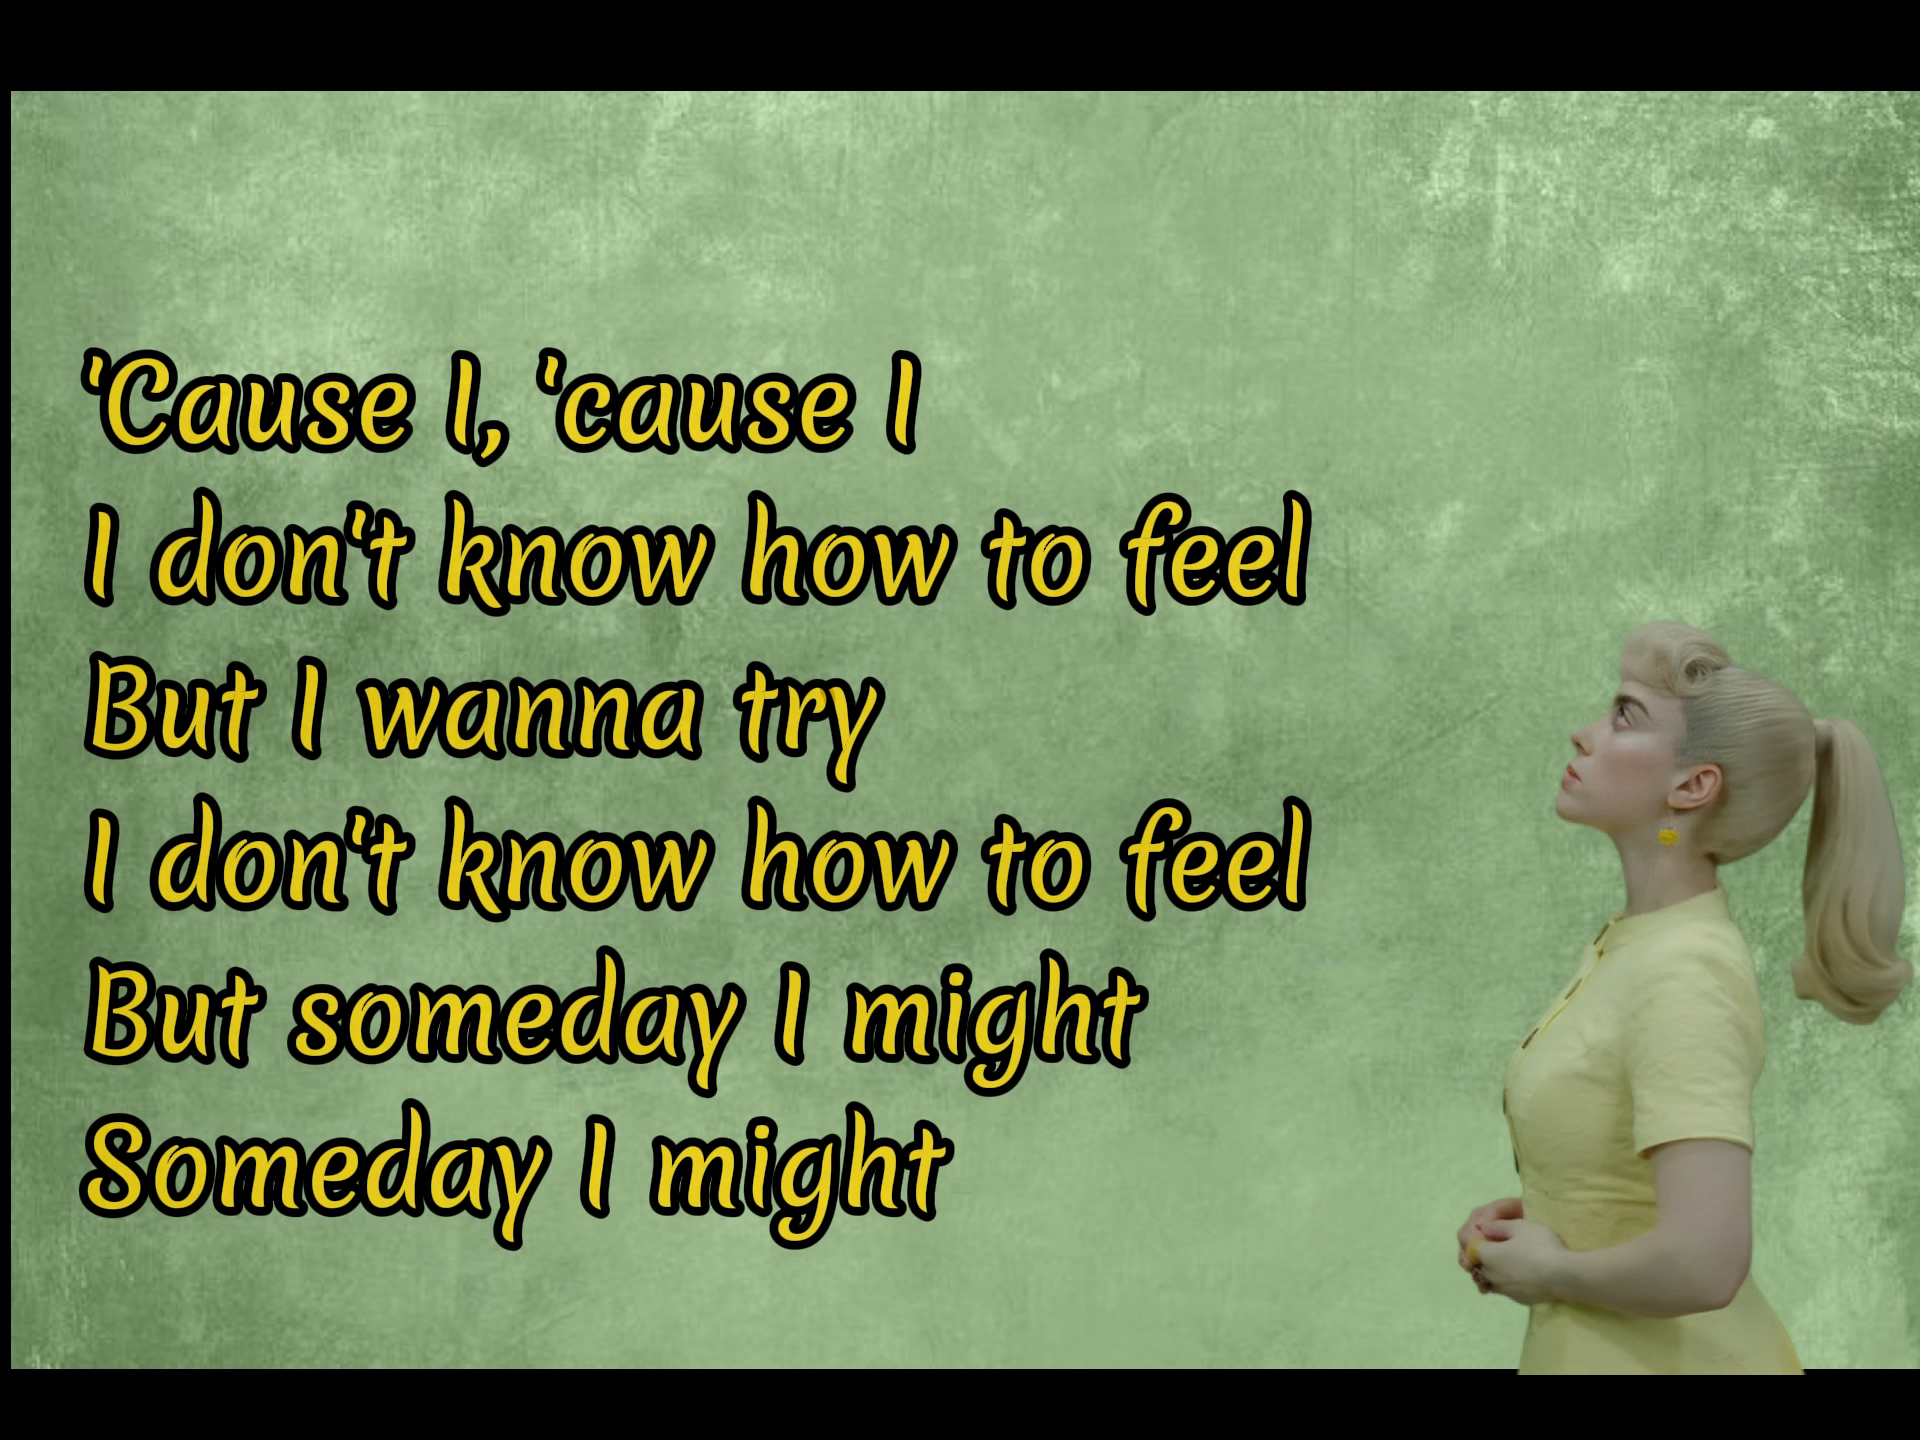 'Cause I, 'cause I
I don't know how to feel
But I wanna try
I don't know how to feel
But someday I might
Someday I might